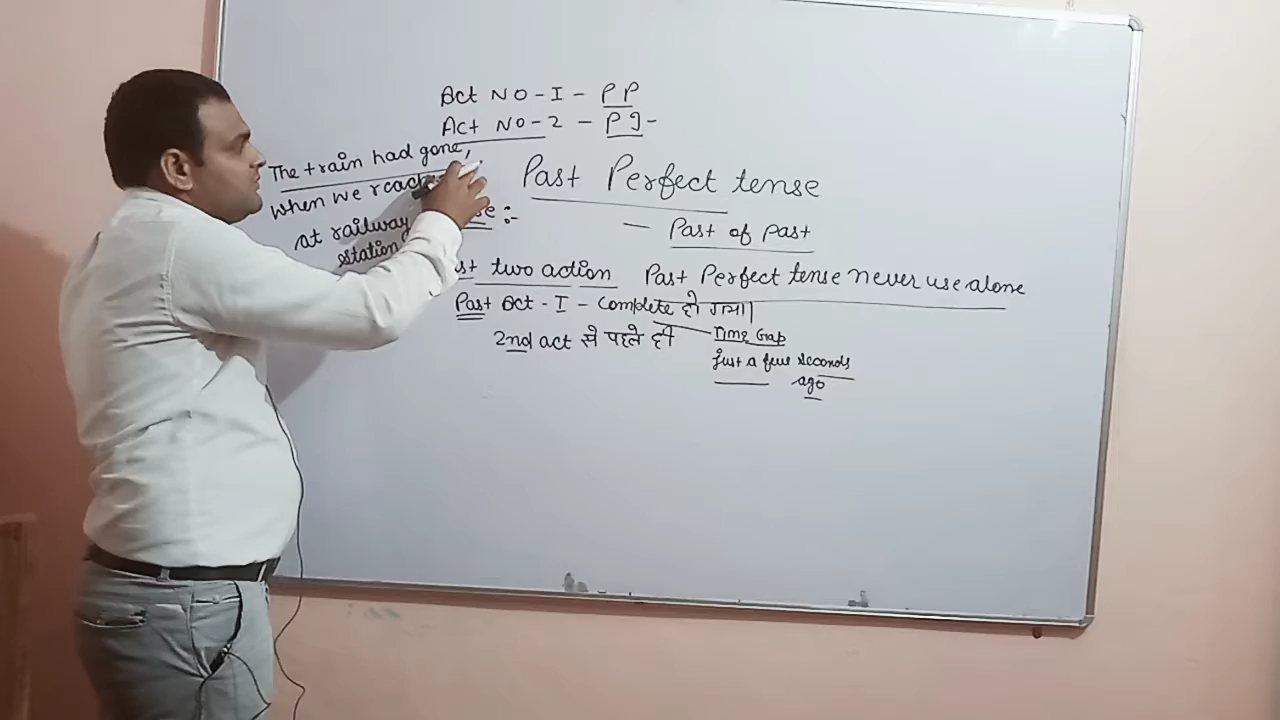 Act NO - I - PP
Act NO - 2 - PI -
The train had gone,
when we
at railway
station
Past Perfect tense
:-
— Past of past
two action
Past Perfect tense never use alone
Past Act - I - Complete हो गया।
2nd act से पहले ही
Time Gap
Just a few seconds
ago